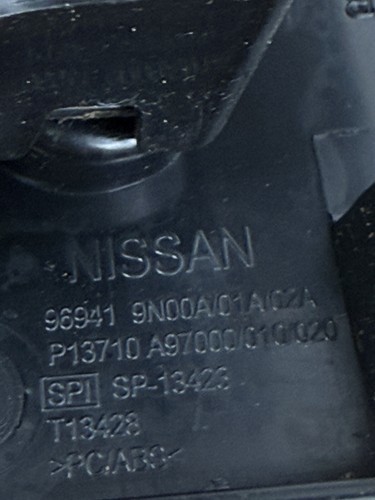 NISSAN
96941 9N00A/01A/02A
P13710 A97000/010/020
SPI SP-13423
T13428
>PC/ABS<